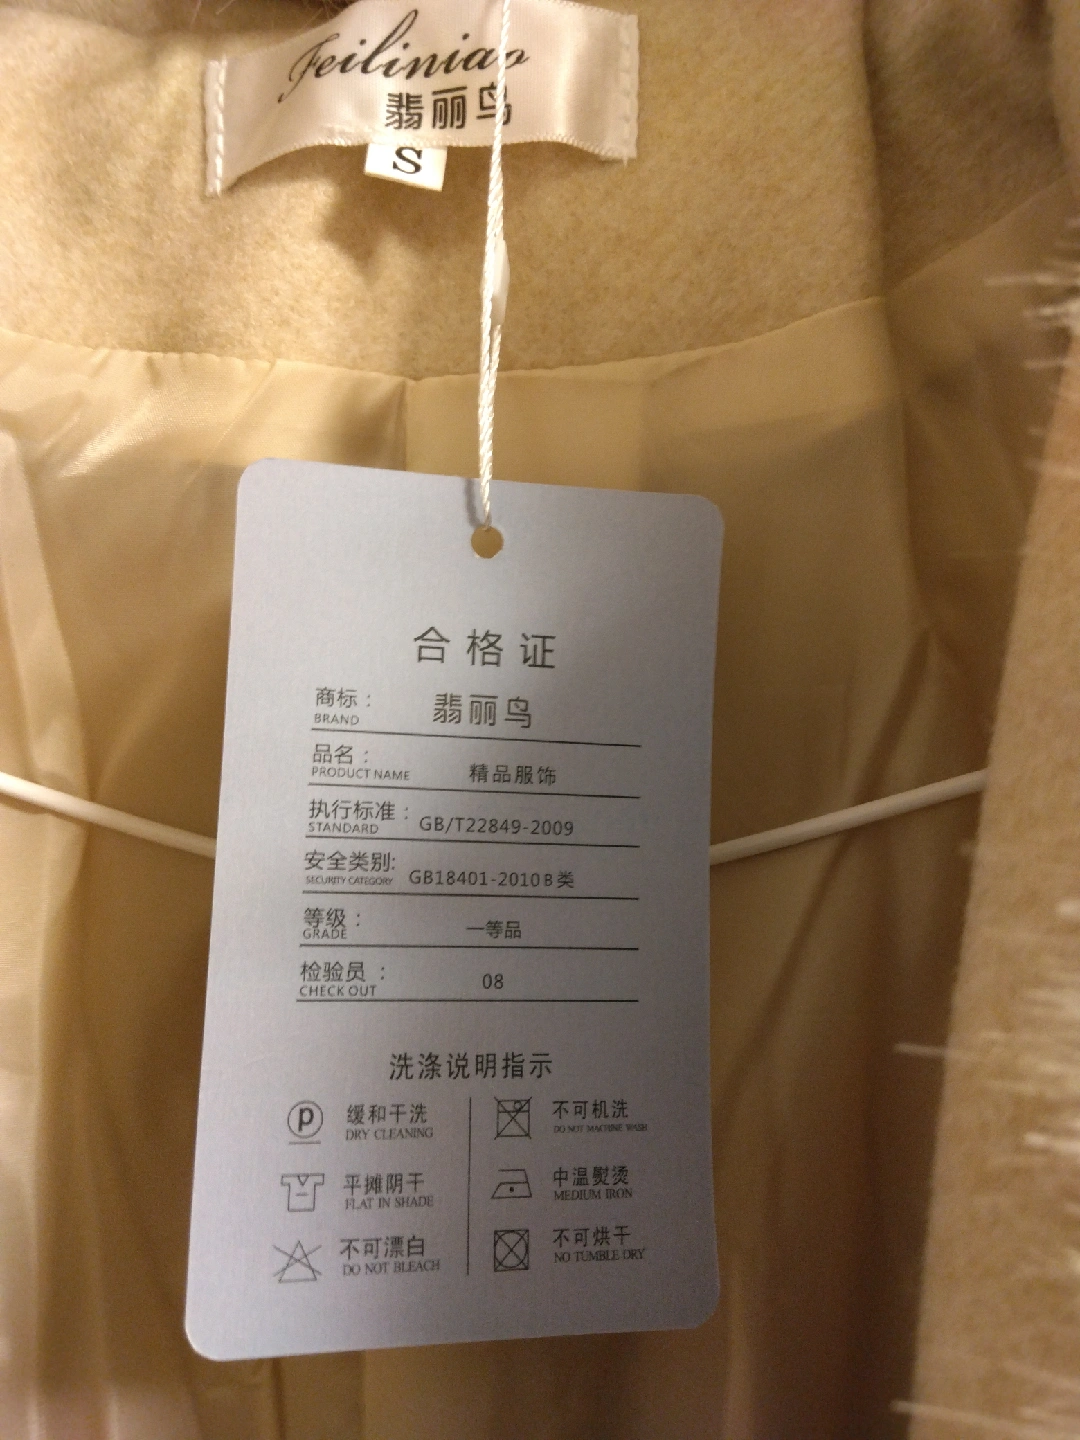 Feiliniao
翡丽鸟
S
合格证
商标： 翡丽鸟
BRAND
品名： 精品服饰
PRODUCT NAME
执行标准： GB/T22849-2009
STANDARD
安全类别: GB18401-2010B类
SECURITY CATEGORY
等级： 一等品
GRADE
检验员： 08
CHECK OUT
洗涤说明指示
P 缓和干洗
DRY CLEANING
不可机洗
DO NOT MACHINE WASH
平摊阴干
FLAT IN SHADE
中温熨烫
MEDIUM IRON
不可漂白
DO NOT BLEACH
不可烘干
NO TUMBLE DRY